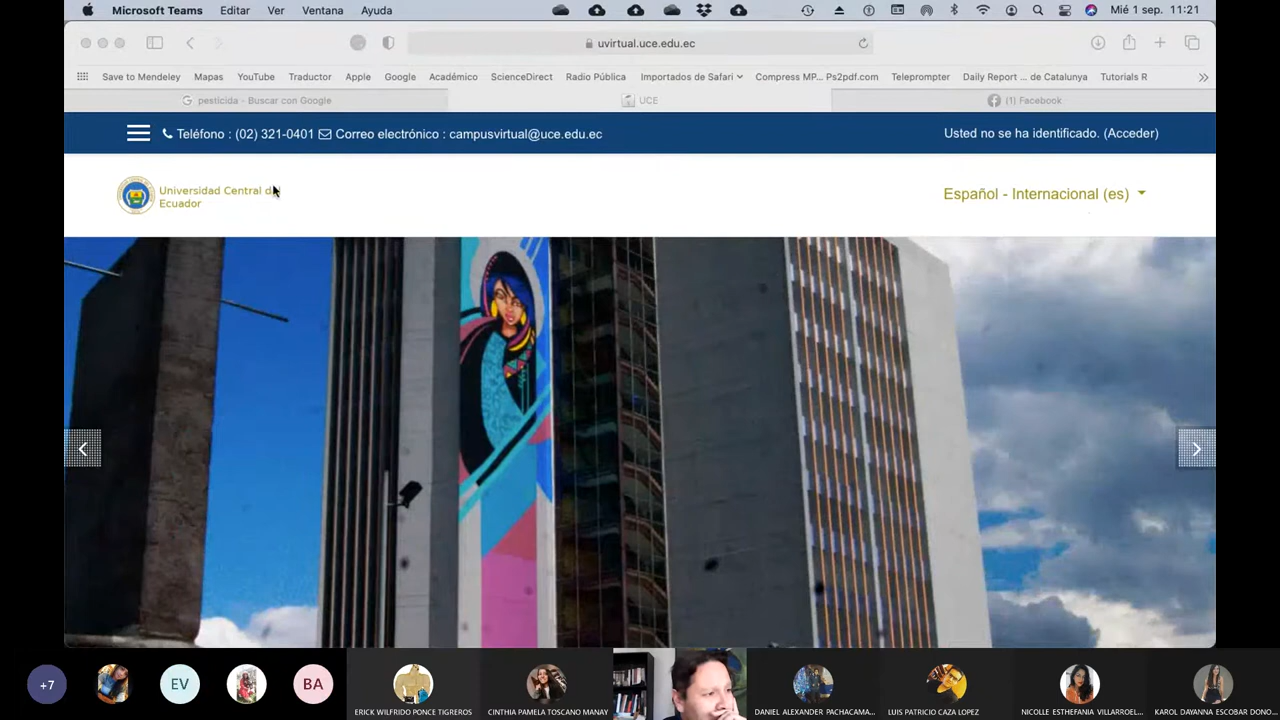 Microsoft Teams Editar Ver Ventana Ayuda Mié 1 sep. 11:21
uvirtual.uce.edu.ec
Save to Mendeley Mapas YouTube Traductor Apple Google Académico ScienceDirect Radio Pública Importados de Safari Compress MP... Ps2pdf.com Teleprompter Daily Report ... de Catalunya Tutorials R
pesticida - Buscar con Google UCE (1) Facebook
Teléfono : (02) 321-0401 Correo electrónico : campusvirtual@uce.edu.ec Usted no se ha identificado. (Acceder)
Universidad Central del
Ecuador
Español - Internacional (es)
+7 EV BA
ERICK WILFRIDO PONCE TIGREROS CINTHIA PAMELA TOSCANO MANAY DANIEL ALEXANDER PACHACAMA... LUIS PATRICIO CAZA LOPEZ NICOLLE ESTHEFANIA VILLARROEL... KAROL DAYANNA ESCOBAR DONO...